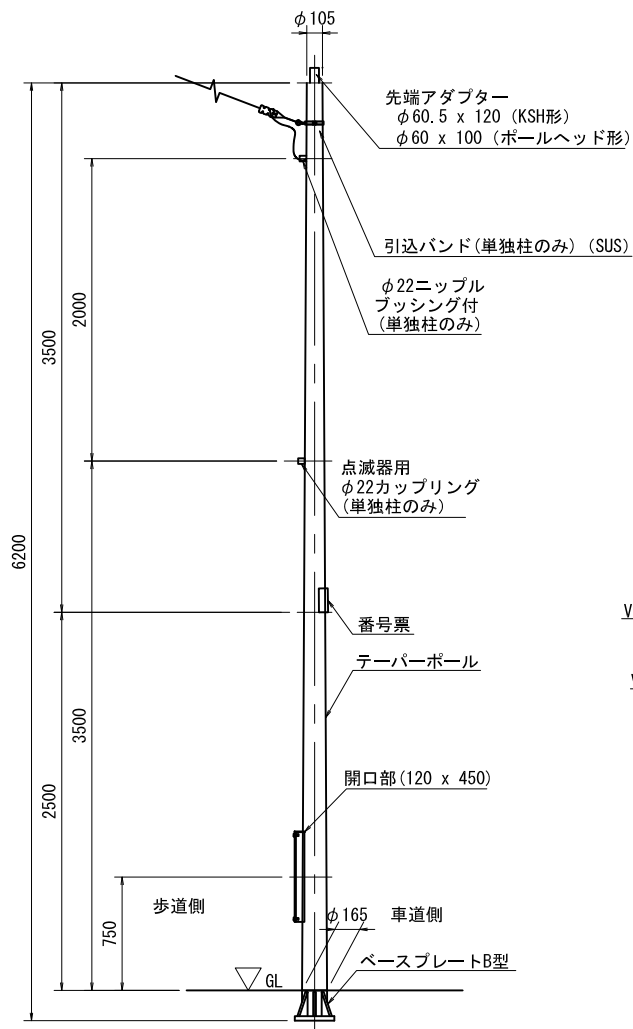 φ105
先端アダプター
φ60.5 x 120 (KSH形)
φ60 x 100 (ポールヘッド形)
引込バンド(単独柱のみ) (SUS)
φ22ニップル
ブッシング付
(単独柱のみ)
2000
3500
点滅器用
φ22カップリング
(単独柱のみ)
6200
番号票
V
テーパーポール
V
3500
2500
開口部(120 x 450)
歩道側
φ165
車道側
750
ベースプレートB型
GL